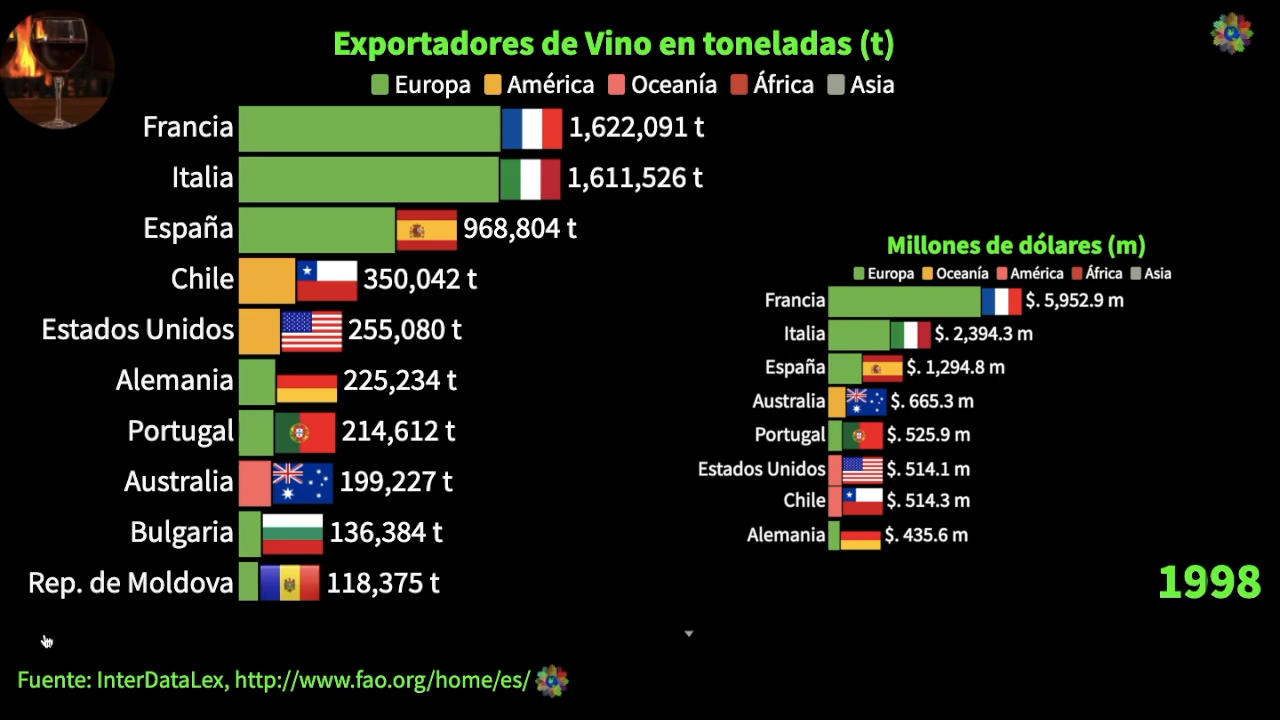 Exportadores de Vino en toneladas (t)
Europa América Oceanía África Asia
Francia 1,622,091 t
Italia 1,611,526 t
España 968,804 t
Chile 350,042 t
Estados Unidos 255,080 t
Alemania 225,234 t
Portugal 214,612 t
Australia 199,227 t
Bulgaria 136,384 t
Rep. de Moldova 118,375 t
Millones de dólares (m)
Europa Oceanía América África Asia
Francia $. 5,952.9 m
Italia $. 2,394.3 m
España $. 1,294.8 m
Australia $. 665.3 m
Portugal $. 525.9 m
Estados Unidos $. 514.1 m
Chile $. 514.3 m
Alemania $. 435.6 m
1998
Fuente: InterDataLex, http://www.fao.org/home/es/